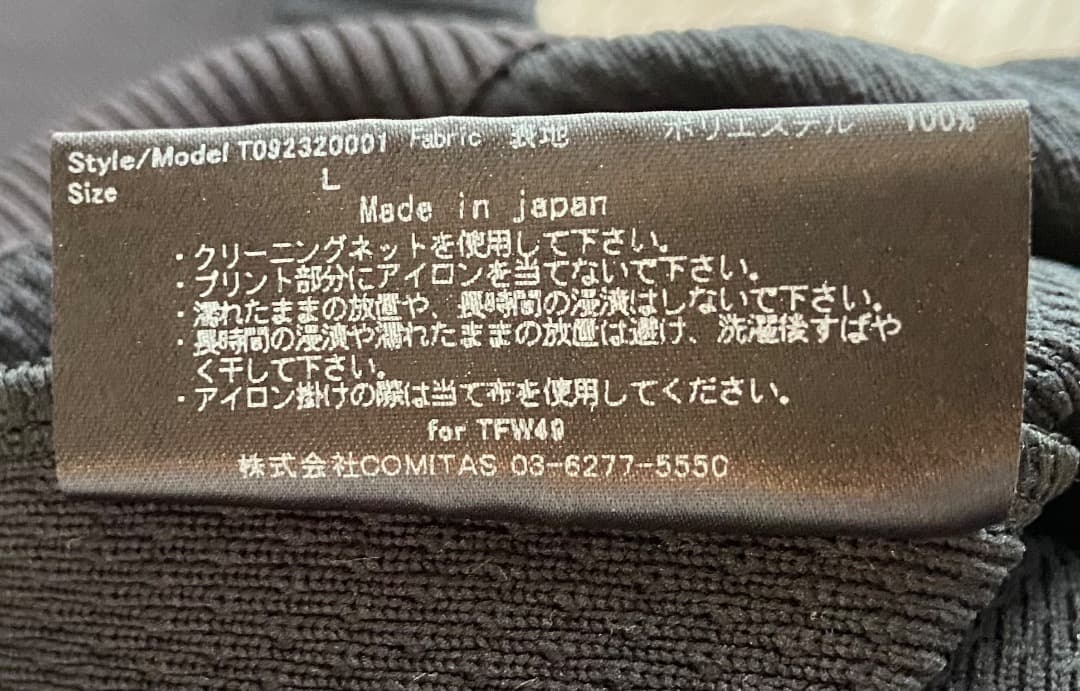 Style/Model T092320001 Fabric 表地 ポリエステル 100%
Size L
Made in japan
・クリーニングネットを使用して下さい。
・プリント部分にアイロンを当てないで下さい。
・濡れたままの放置や、長時間の浸漬はしないで下さい。
・長時間の浸漬や濡れたままの放置は避け、洗濯後すばや
く干して下さい。
・アイロン掛けの際は当て布を使用してください。
for TFW49
株式会社COMITAS 03-6277-5550